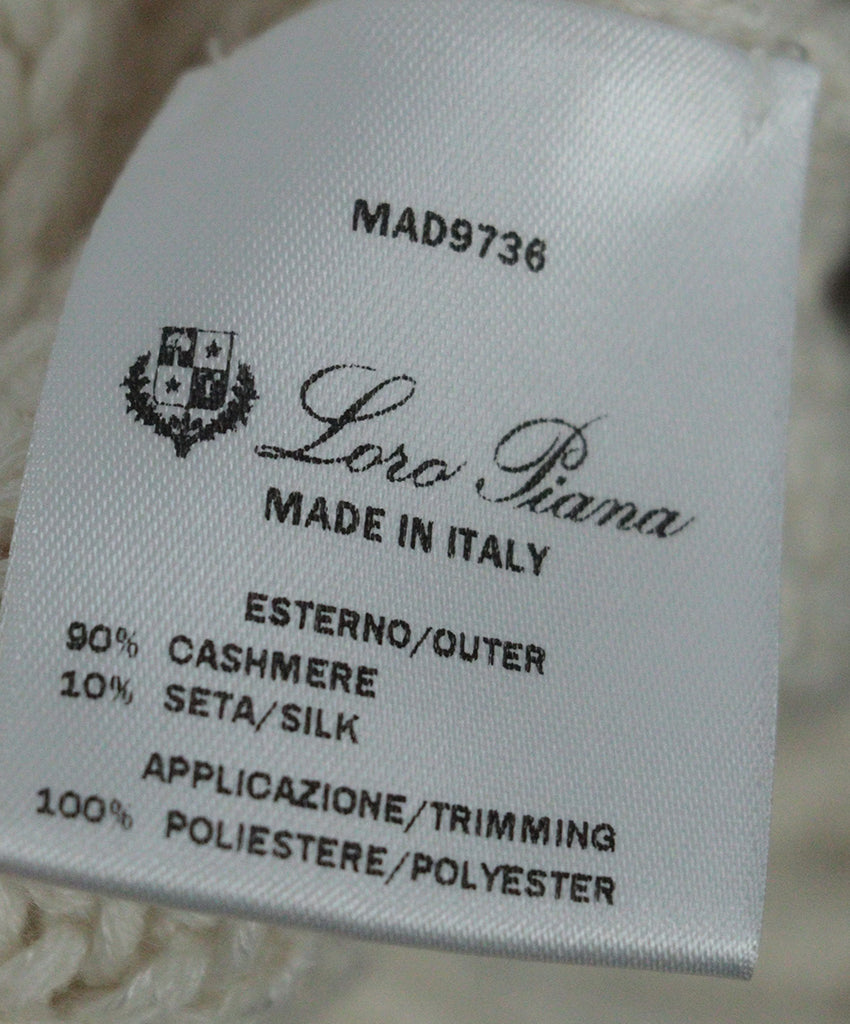 MAD9736
Loro Piana
MADE IN ITALY
ESTERNO/OUTER
90% CASHMERE
10% SETA/SILK
APPLICAZIONE/TRIMMING
100% POLIESTERE/POLYESTER